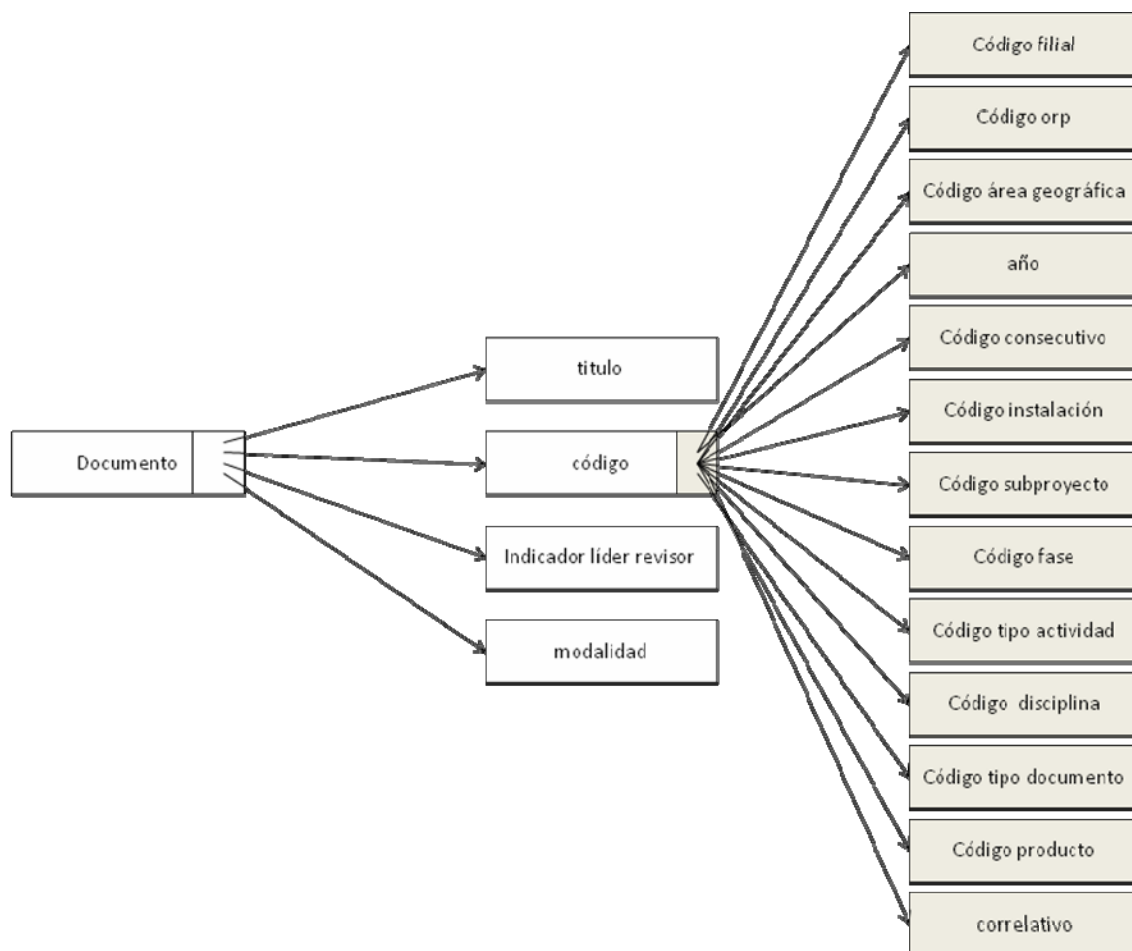 Documento
titulo
código
Indicador líder revisor
modalidad
Código filial
Código orp
Código área geográfica
año
Código consecutivo
Código instalación
Código subproyecto
Código fase
Código tipo actividad
Código disciplina
Código tipo documento
Código producto
correlativo